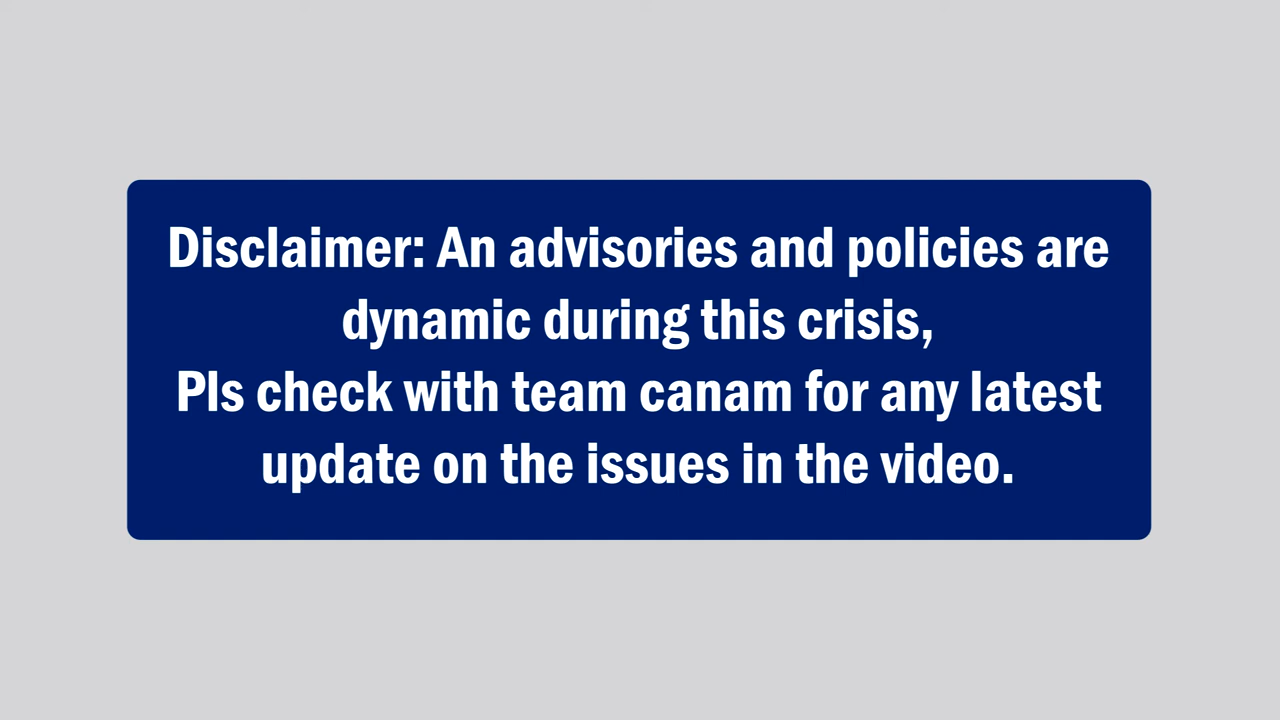 Disclaimer: An advisories and policies are
dynamic during this crisis,
Pls check with team canam for any latest
update on the issues in the video.